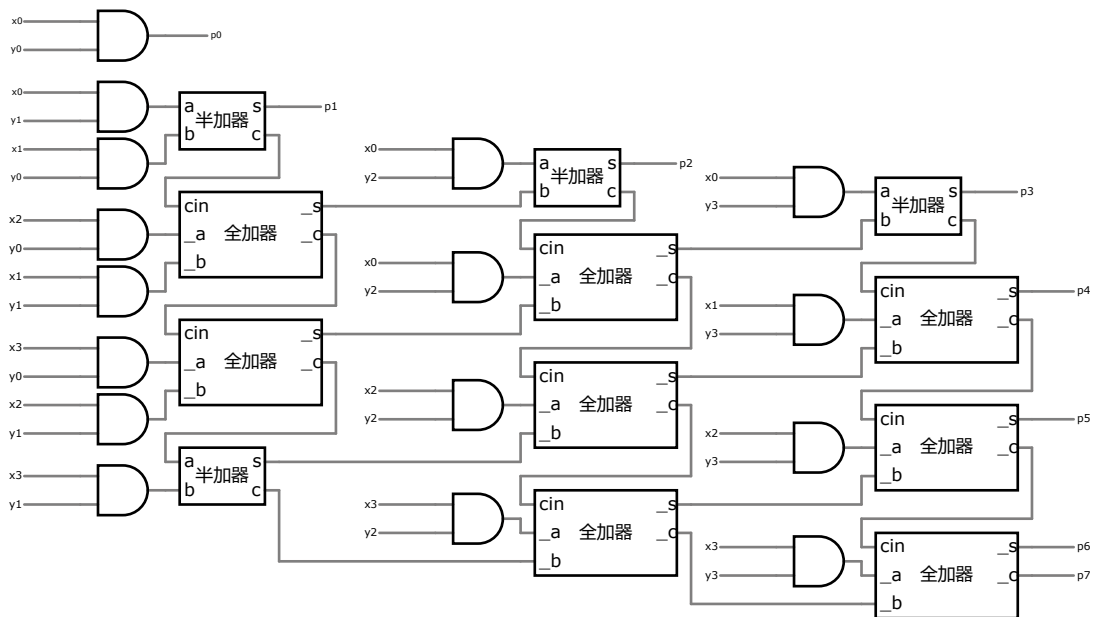 x0
y0
p0
x0
y1
x1
y0
a s
半加器
b c
p1
x2
y0
x1
y1
cin _s
_a 全加器 _c
_b
x3
y0
x2
y1
cin _s
_a 全加器
_b _c
x3
y1
a s
半加器
b c
x0
y2
a s
半加器
b c
p2
x0
y2
cin _s
_a 全加器 _c
_b
x2
y2
cin _s
_a 全加器 _c
_b
x3
y2
cin _s
_a 全加器 _c
_b
x0
y3
a s
半加器
b c
p3
x1
y3
cin _s
_a 全加器 _c
_b
p4
x2
y3
cin _s
_a 全加器 _c
_b
p5
x3
y3
cin _s
_a 全加器 _c
_b
p6
p7